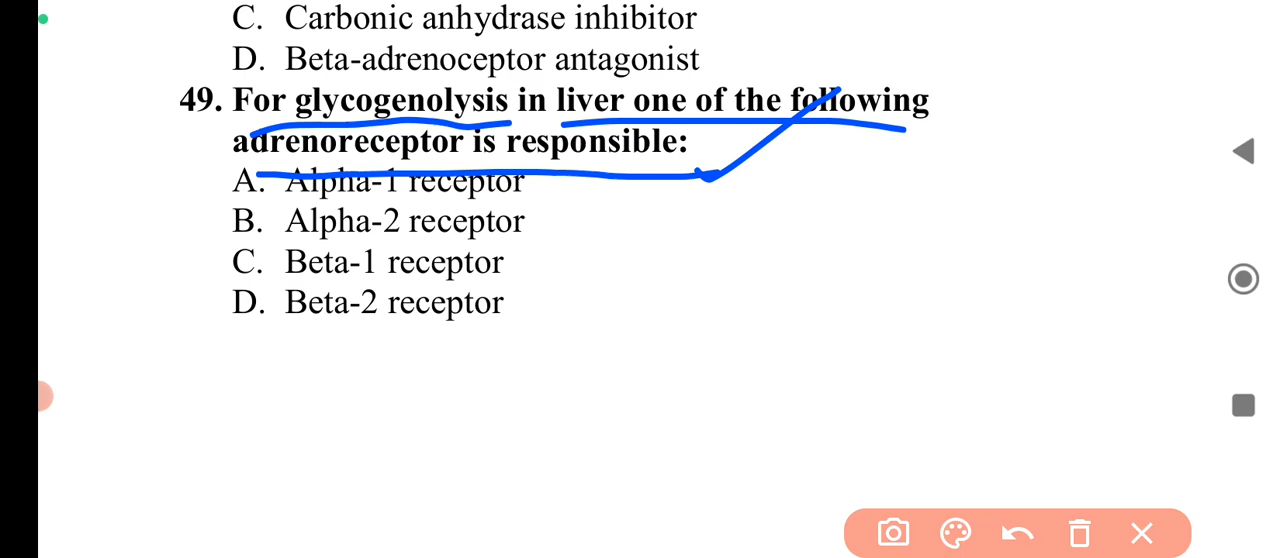 C. Carbonic anhydrase inhibitor
D. Beta-adrenoceptor antagonist
49. For glycogenolysis in liver one of the following
adrenoreceptor is responsible:
A. Alpha-1 receptor
B. Alpha-2 receptor
C. Beta-1 receptor
D. Beta-2 receptor